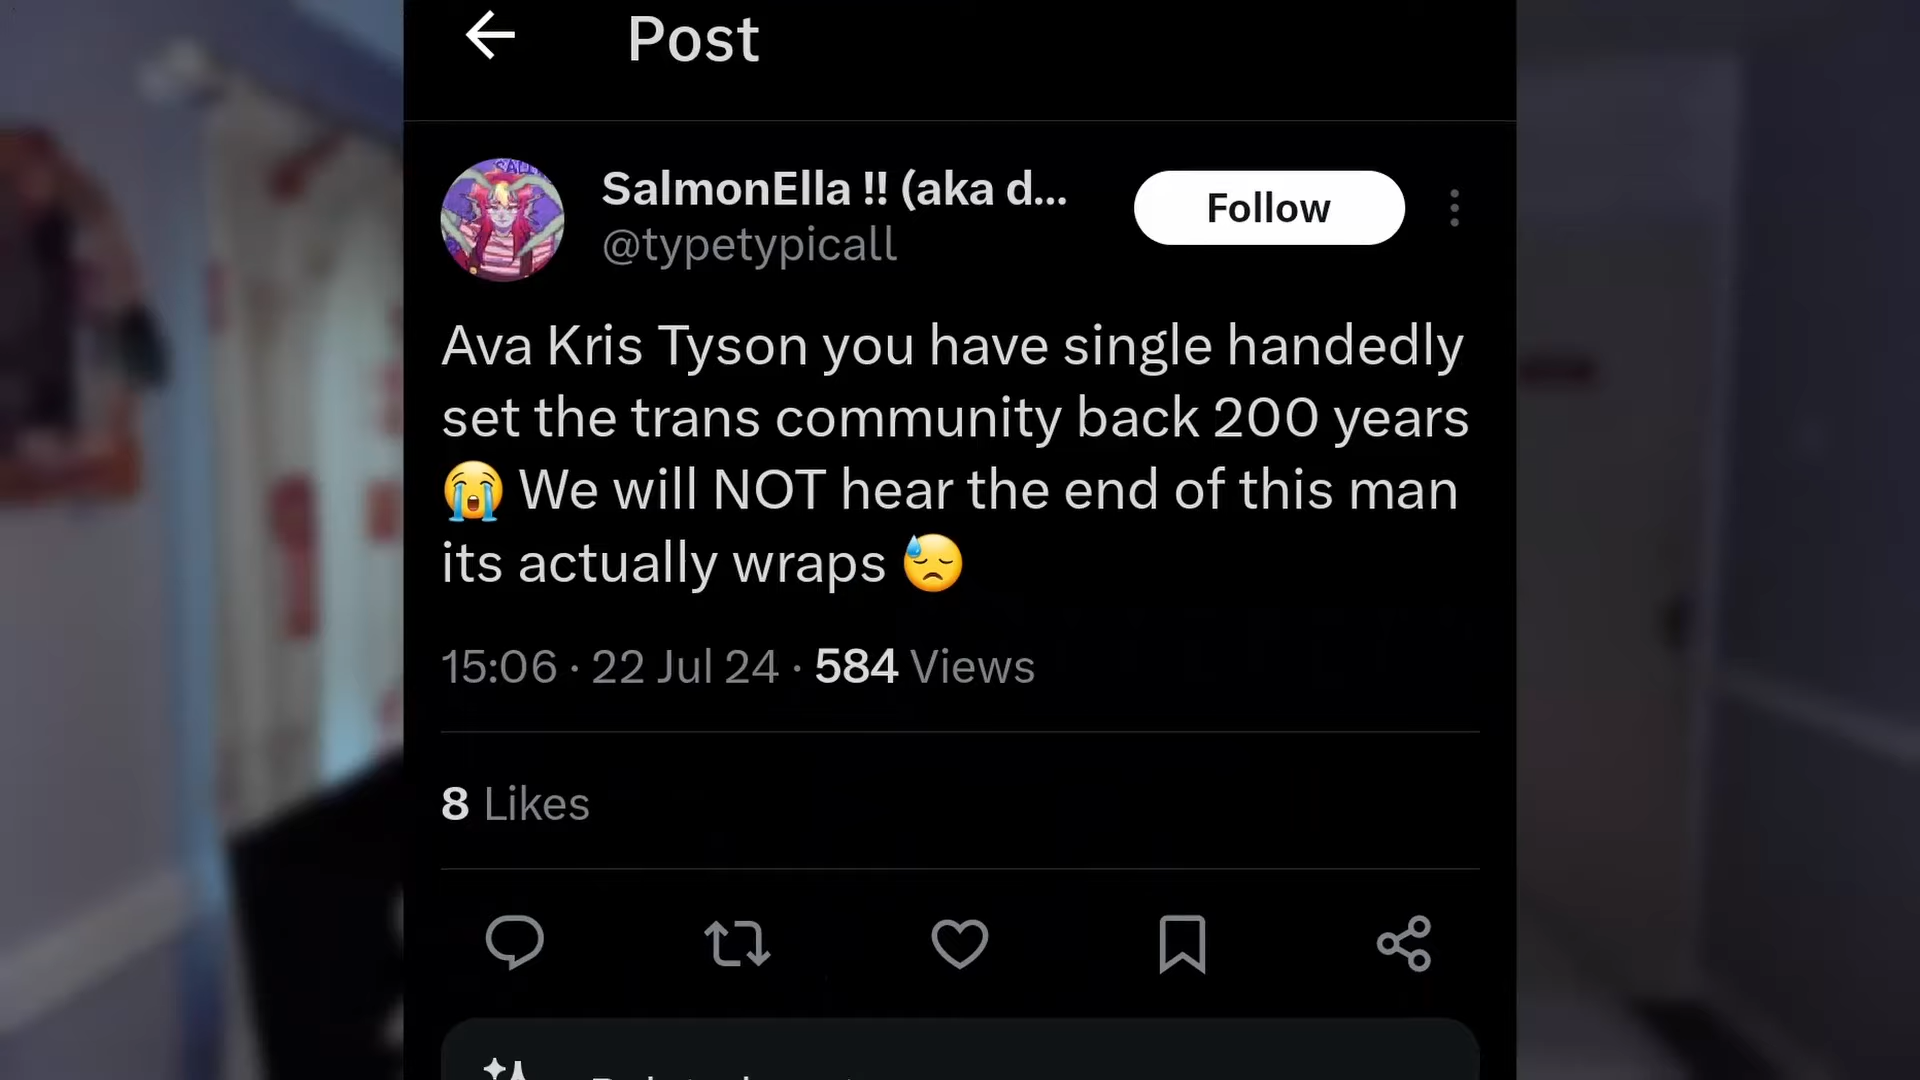 Post
SalmonElla !! (aka d...
@typetypicall
Follow
Ava Kris Tyson you have single handedly
set the trans community back 200 years
😭 We will NOT hear the end of this man
its actually wraps 😓
15:06 · 22 Jul 24 · 584 Views
8 Likes